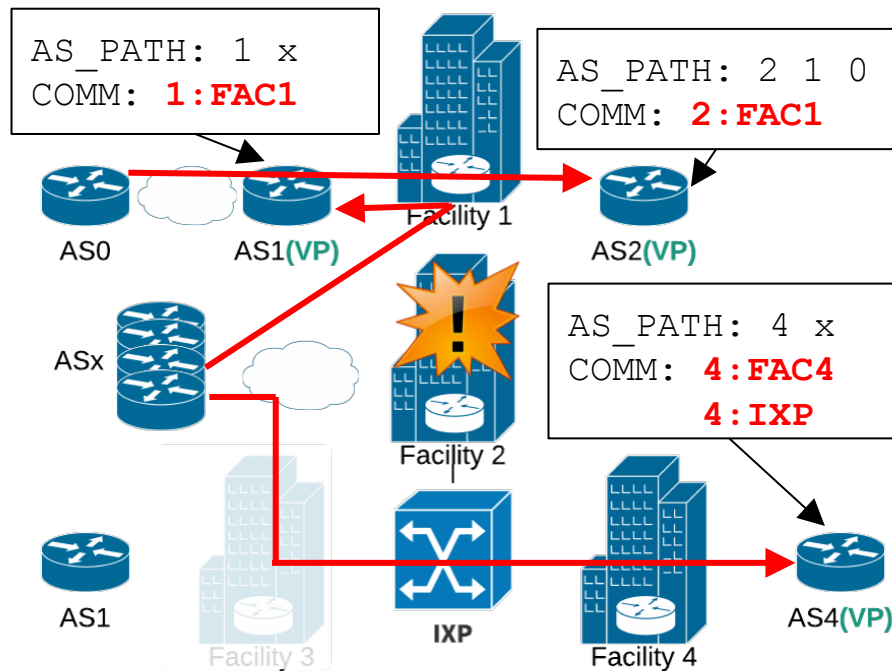 AS_PATH: 1 x
COMM: 1:FAC1
AS_PATH: 2 1 0
COMM: 2:FAC1
Facility 1
AS0
AS1(VP)
AS2(VP)
!
ASx
AS_PATH: 4 x
COMM: 4:FAC4
4:IXP
Facility 2
AS1
Facility 3
IXP
Facility 4
AS4(VP)